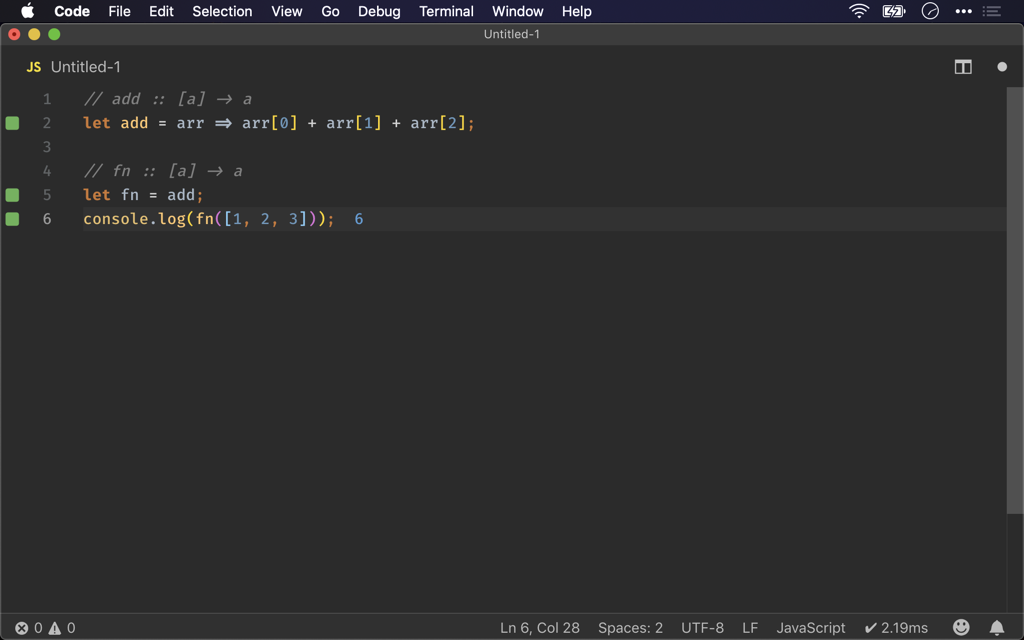 Code File Edit Selection View Go Debug Terminal Window Help
Untitled-1
JS Untitled-1
1 // add :: [a] → a
2 let add = arr ⇒ arr[0] + arr[1] + arr[2];
3
4 // fn :: [a] → a
5 let fn = add;
6 console.log(fn([1, 2, 3])); 6
0 0 Ln 6, Col 28 Spaces: 2 UTF-8 LF JavaScript ✔ 2.19ms